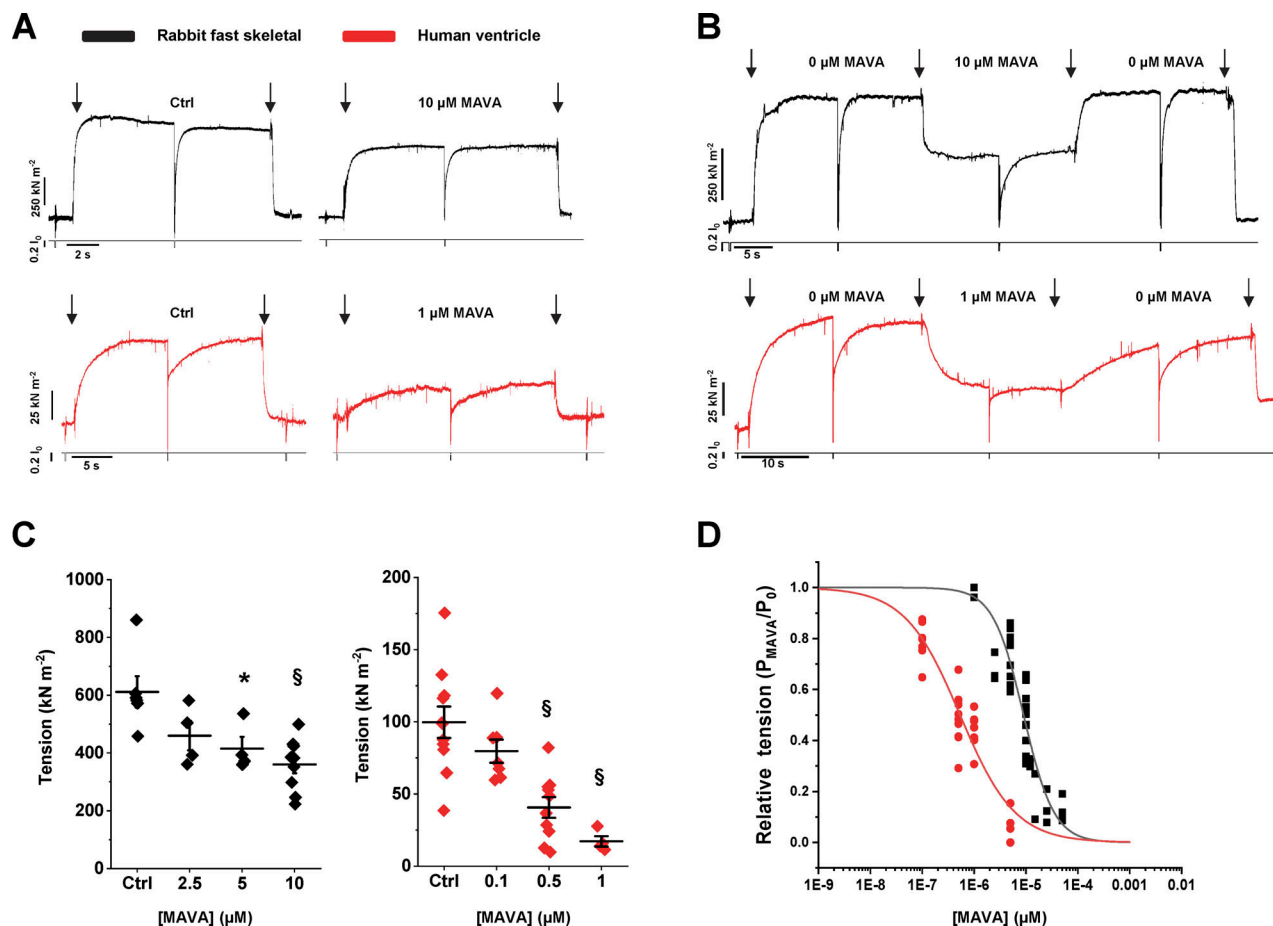 A
Rabbit fast skeletal
Human ventricle
Ctrl
10 µM MAVA
250 kN m⁻²
0.2 l₀
2 s
Ctrl
1 µM MAVA
25 kN m⁻²
0.2 l₀
5 s
B
0 µM MAVA
10 µM MAVA
0 µM MAVA
250 kN m⁻²
0.2 l₀
5 s
0 µM MAVA
1 µM MAVA
0 µM MAVA
25 kN m⁻²
0.2 l₀
10 s
C
Tension (kN m⁻²)
1000
800
600
400
200
0
*
§
Ctrl 2.5 5 10
[MAVA] (µM)
Tension (kN m⁻²)
200
150
100
50
0
§
§
Ctrl 0.1 0.5 1
[MAVA] (µM)
D
Relative tension (P_MAVA/P₀)
1.0
0.8
0.6
0.4
0.2
0.0
1E-9 1E-8 1E-7 1E-6 1E-5 1E-4 0.001 0.01
[MAVA] (µM)